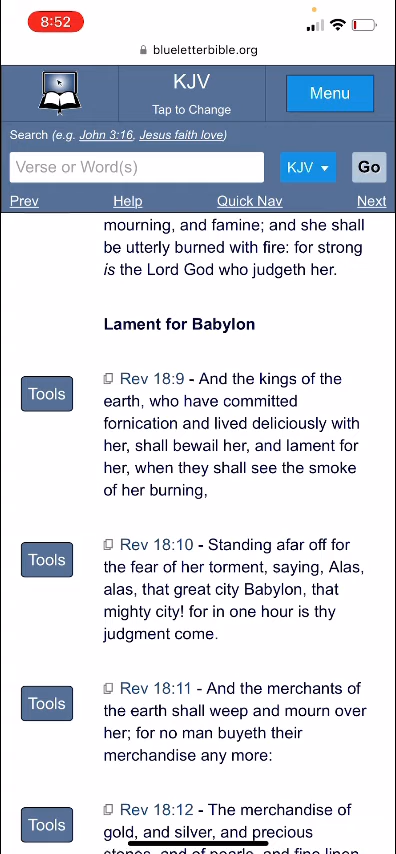 8:52
blueletterbible.org
KJV
Tap to Change
Menu
Search (e.g. John 3:16, Jesus faith love)
Verse or Word(s)
KJV
Go
Prev
Help
Quick Nav
Next
mourning, and famine; and she shall
be utterly burned with fire: for strong
is the Lord God who judgeth her.
Lament for Babylon
Tools
Rev 18:9 - And the kings of the
earth, who have committed
fornication and lived deliciously with
her, shall bewail her, and lament for
her, when they shall see the smoke
of her burning,
Tools
Rev 18:10 - Standing afar off for
the fear of her torment, saying, Alas,
alas, that great city Babylon, that
mighty city! for in one hour is thy
judgment come.
Tools
Rev 18:11 - And the merchants of
the earth shall weep and mourn over
her; for no man buyeth their
merchandise any more:
Tools
Rev 18:12 - The merchandise of
gold, and silver, and precious
stones, and of pearls, and fine linen,